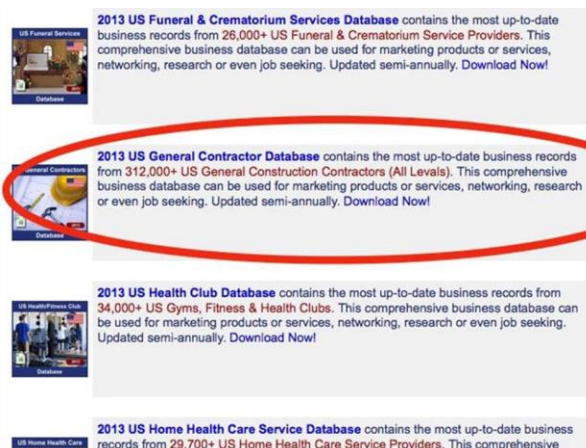 US Funeral Services
Database
2013 US Funeral & Crematorium Services Database contains the most up-to-date
business records from 26,000+ US Funeral & Crematorium Service Providers. This
comprehensive business database can be used for marketing products or services,
networking, research or even job seeking. Updated semi-annually. Download Now!
General Contractors
Database
2013 US General Contractor Database contains the most up-to-date business records
from 312,000+ US General Construction Contractors (All Levals). This comprehensive
business database can be used for marketing products or services, networking, research
or even job seeking. Updated semi-annually. Download Now!
US Health/Fitness Club
Database
2013 US Health Club Database contains the most up-to-date business records from
34,000+ US Gyms, Fitness & Health Clubs. This comprehensive business database can
be used for marketing products or services, networking, research or even job seeking.
Updated semi-annually. Download Now!
US Home Health Care
2013 US Home Health Care Service Database contains the most up-to-date business
records from 29,700+ US Home Health Care Service Providers. This comprehensive